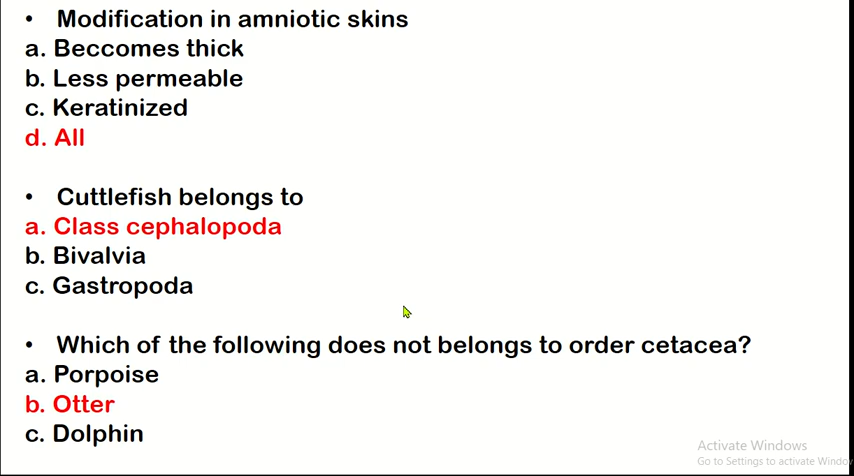 • Modification in amniotic skins
a. Beccomes thick
b. Less permeable
c. Keratinized
d. All
• Cuttlefish belongs to
a. Class cephalopoda
b. Bivalvia
c. Gastropoda
• Which of the following does not belongs to order cetacea?
a. Porpoise
b. Otter
c. Dolphin
Activate Windows
Go to Settings to activate Window